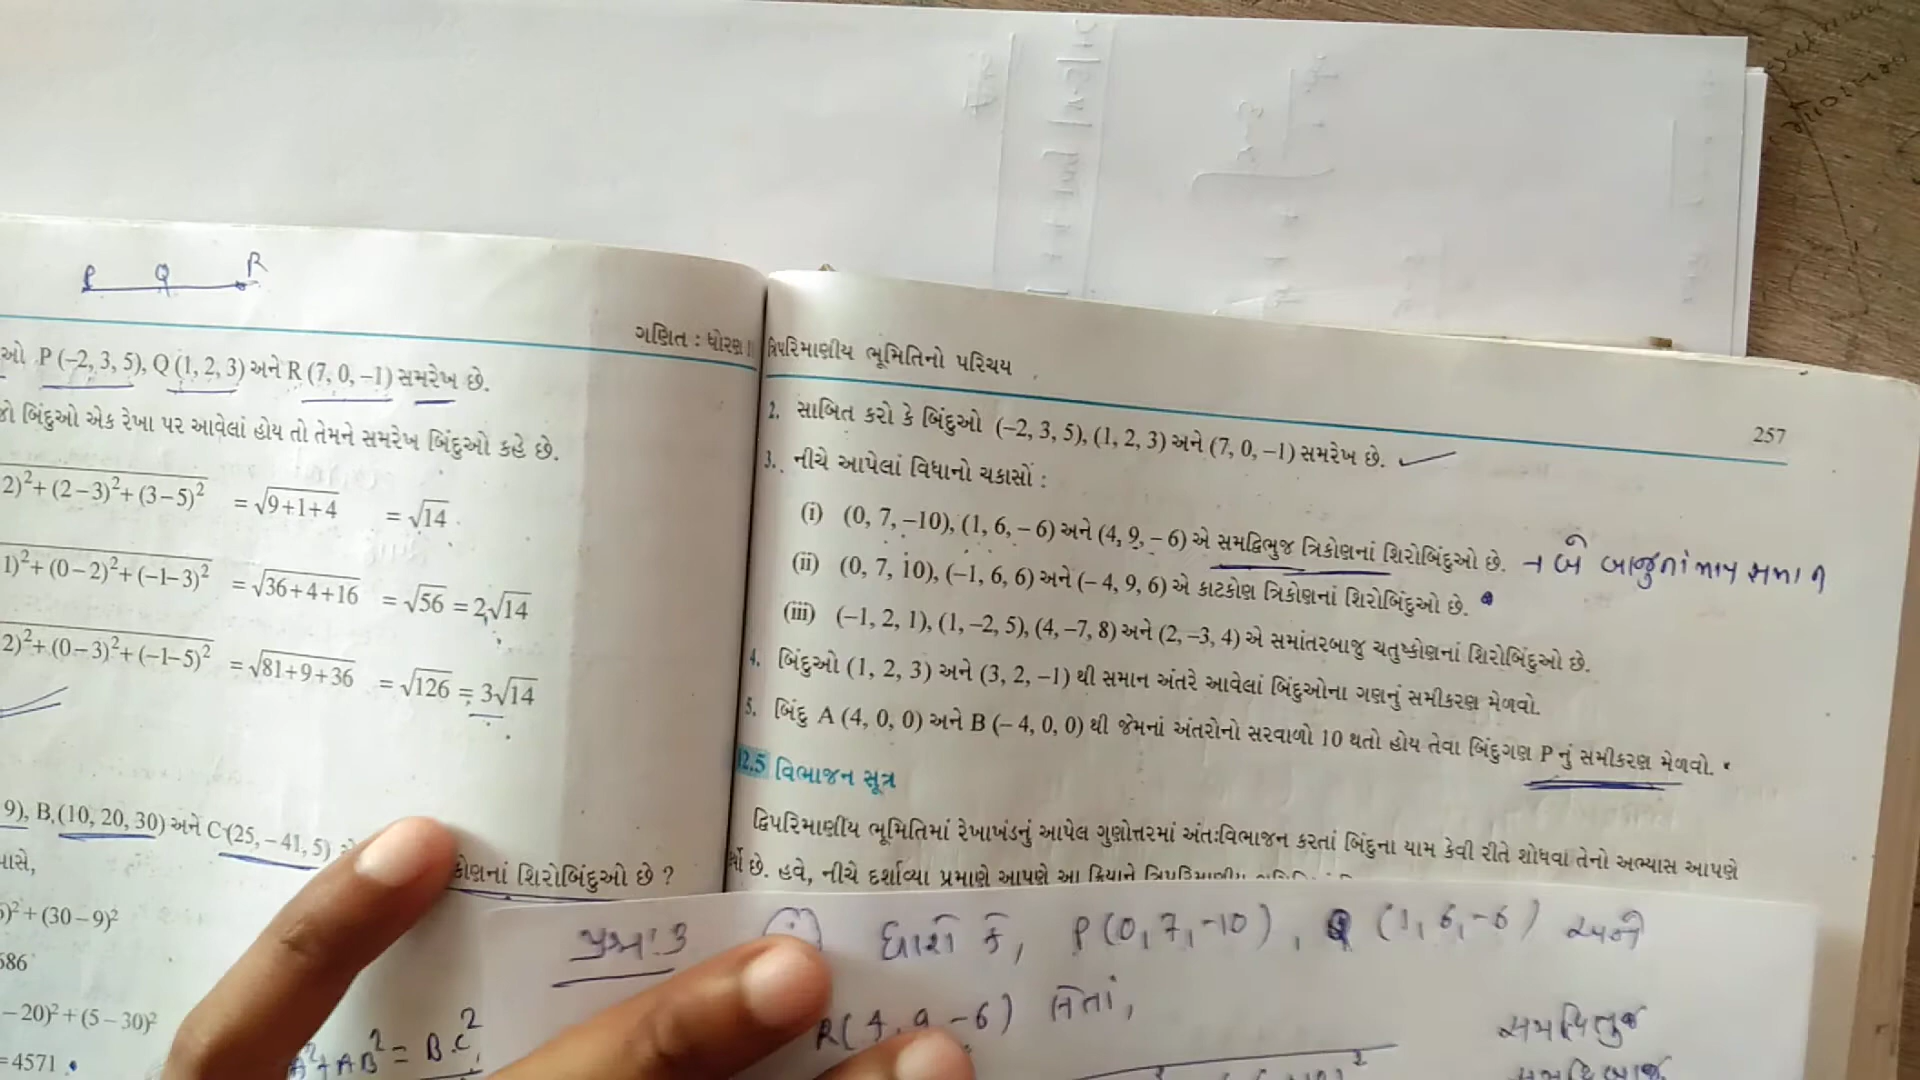 P Q R
ગણિત : ધોરણ 11
ઓ P (–2, 3, 5), Q (1, 2, 3) અને R (7, 0, –1) સમરેખ છે.
જો બિંદુઓ એક રેખા પર આવેલાં હોય તો તેમને સમરેખ બિંદુઓ કહે છે.
2)²+(2–3)²+(3–5)² = √9+1+4 = √14
1)²+(0–2)²+(–1–3)² = √36+4+16 = √56 = 2√14
2)²+(0–3)²+(–1–5)² = √81+9+36 = √126 = 3√14
9), B (10, 20, 30) અને C (25, –41, 5)
કોણનાં શિરોબિંદુઓ છે ?
પાસે,
)²+(30–9)²
586
–20)²+(5–30)²
=4571
A²+AB² = BC²
ત્રિપરિમાણીય ભૂમિતિનો પરિચય
257
2. સાબિત કરો કે બિંદુઓ (–2, 3, 5), (1, 2, 3) અને (7, 0, –1) સમરેખ છે.
3. નીચે આપેલાં વિધાનો ચકાસો :
(i) (0, 7, –10), (1, 6, – 6) અને (4, 9, – 6) એ સમદ્વિભુજ ત્રિકોણનાં શિરોબિંદુઓ છે. → બે બાજુનાં માપ સમાન
(ii) (0, 7, 10), (–1, 6, 6) અને (– 4, 9, 6) એ કાટકોણ ત્રિકોણનાં શિરોબિંદુઓ છે.
(iii) (–1, 2, 1), (1, –2, 5), (4, –7, 8) અને (2, –3, 4) એ સમાંતરબાજુ ચતુષ્કોણનાં શિરોબિંદુઓ છે.
4. બિંદુઓ (1, 2, 3) અને (3, 2, –1) થી સમાન અંતરે આવેલાં બિંદુઓના ગણનું સમીકરણ મેળવો.
5. બિંદુ A (4, 0, 0) અને B (– 4, 0, 0) થી જેમનાં અંતરોનો સરવાળો 10 થતો હોય તેવા બિંદુગણ P નું સમીકરણ મેળવો.
12.5 વિભાજન સૂત્ર
દ્વિપરિમાણીય ભૂમિતિમાં રેખાખંડનું આપેલ ગુણોત્તરમાં અંતઃવિભાજન કરતાં બિંદુના યામ કેવી રીતે શોધવા તેનો અભ્યાસ આપણે
ર્યો છે. હવે, નીચે દર્શાવ્યા પ્રમાણે આપણે આ ક્રિયાને ત્રિપરિમાણીય
પ્રશ્ન:3 (i) ધારો કે, P(0,7,-10), Q (1,6,-6) અને
R(4,9,-6) લેતાં,
સમદ્વિભુજ
સમદ્વિબાજુ